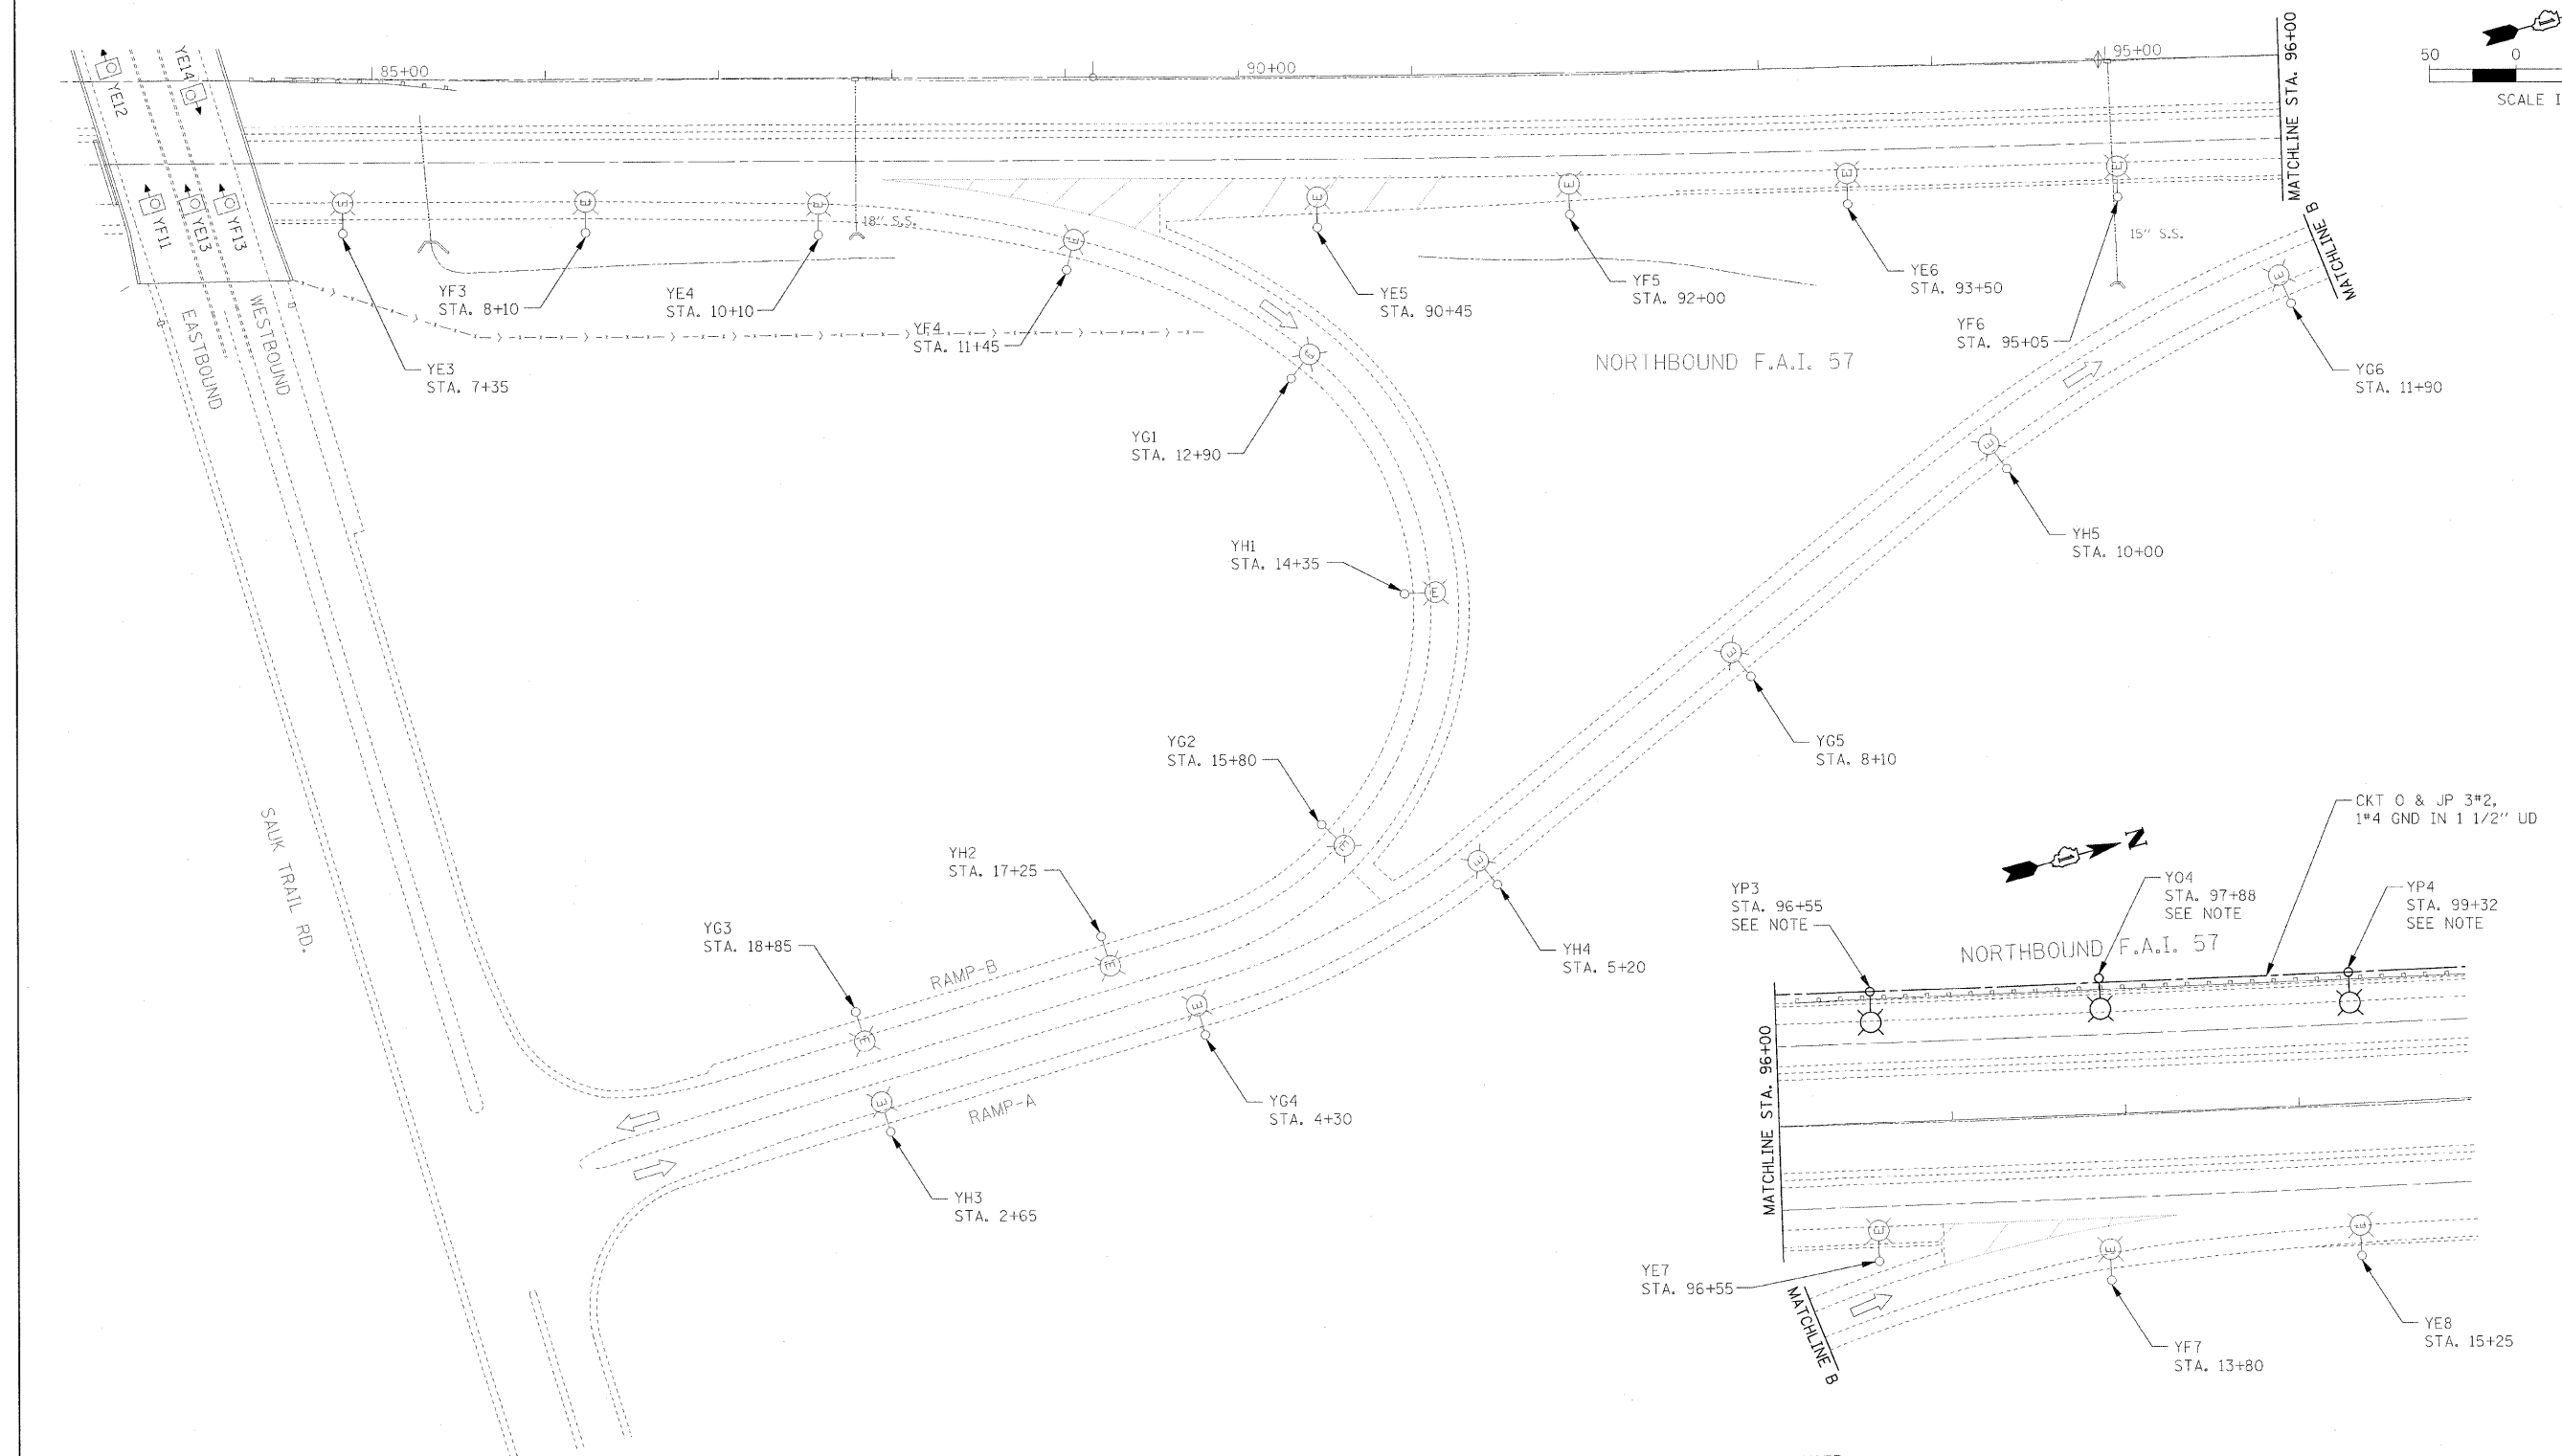 85+00
90+00
95+00
MATCHLINE STA. 96+00
50
0
SCALE I
YE12
YE14
YF11
YE13
YF13
18" S.S.
15" S.S.
MATCHLINE B
EASTBOUND
WESTBOUND
YE3
STA. 7+35
YF3
STA. 8+10
YE4
STA. 10+10
YF4
STA. 11+45
YE5
STA. 90+45
YF5
STA. 92+00
YE6
STA. 93+50
YF6
STA. 95+05
NORTHBOUND F.A.I. 57
YG6
STA. 11+90
YG1
STA. 12+90
YH5
STA. 10+00
YH1
STA. 14+35
YG2
STA. 15+80
YG5
STA. 8+10
SAUK TRAIL RD.
YH2
STA. 17+25
YG3
STA. 18+85
RAMP-B
YH4
STA. 5+20
RAMP-A
YG4
STA. 4+30
YH3
STA. 2+65
CKT O & JP 3#2,
1#4 GND IN 1 1/2" UD
N
YP3
STA. 96+55
SEE NOTE
YO4
STA. 97+88
SEE NOTE
YP4
STA. 99+32
SEE NOTE
NORTHBOUND F.A.I. 57
MATCHLINE STA. 96+00
YE7
STA. 96+55
MATCHLINE B
YF7
STA. 13+80
YE8
STA. 15+25